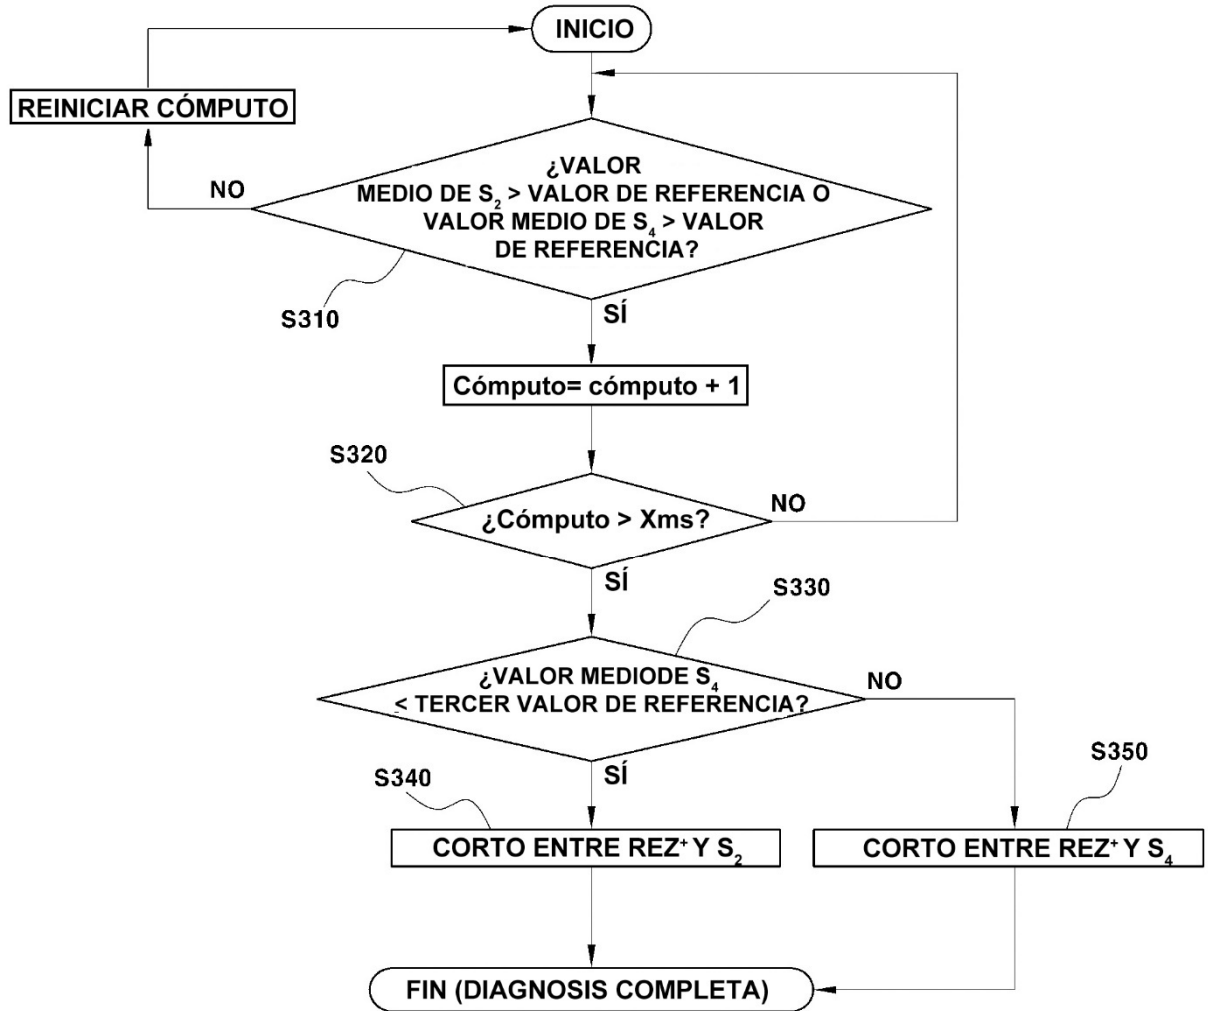 INICIO
REINICIAR CÓMPUTO
NO
¿VALOR
MEDIO DE S₂ > VALOR DE REFERENCIA O
VALOR MEDIO DE S₄ > VALOR
DE REFERENCIA?
S310
SÍ
Cómputo= cómputo + 1
S320
¿Cómputo > Xms?
NO
SÍ
S330
¿VALOR MEDIODE S₄
< TERCER VALOR DE REFERENCIA?
NO
SÍ
S340
S350
CORTO ENTRE REZ⁺ Y S₂
CORTO ENTRE REZ⁺ Y S₄
FIN (DIAGNOSIS COMPLETA)